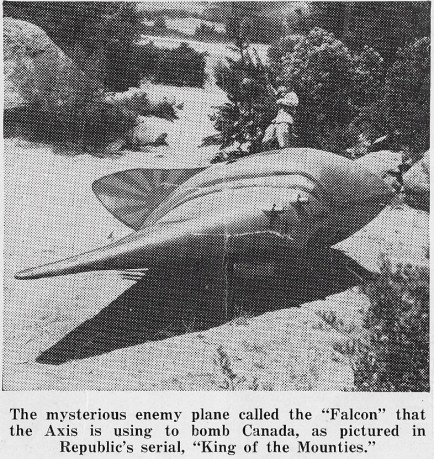 The mysterious enemy plane called the “Falcon” that
the Axis is using to bomb Canada, as pictured in
Republic's serial, “King of the Mounties.”